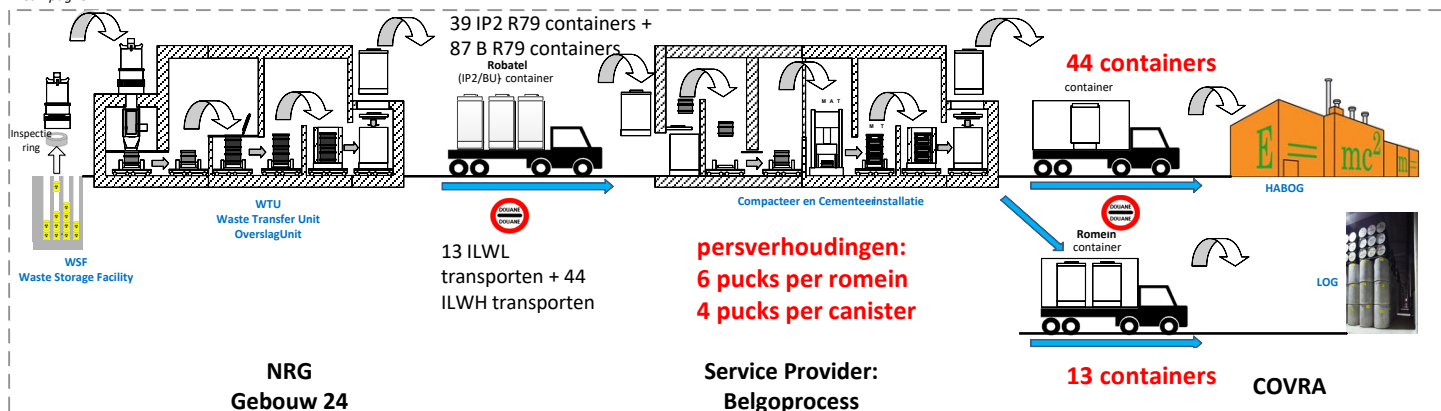 39 IP2 R79 containers +
87 B R79 containers
Robatel
(IP2/BU)- container
44 containers
container
Inspectie
ring
M A T
M T
E = mc²
m=
HABOG
WTU
Waste Transfer Unit
OverslagUnit
Compacteer en Cementeeinstallatie
DOUANE
DOUANE
DOUANE
DOUANE
WSF
Waste Storage Facility
13 ILWL
transporten + 44
ILWH transporten
persverhoudingen:
6 pucks per romein
4 pucks per canister
Romein
container
LOG
13 containers
NRG
Gebouw 24
Service Provider:
Belgoprocess
COVRA